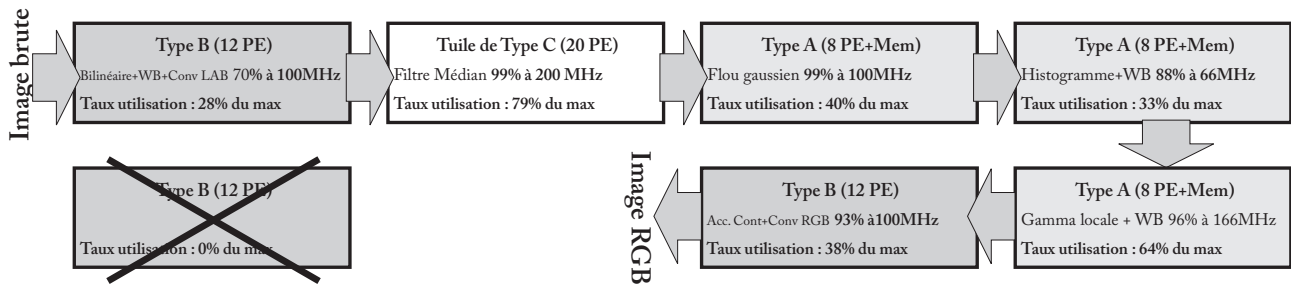 Image brute
Type B (12 PE)
Bilinéaire+WB+Conv LAB 70% à 100MHz
Taux utilisation : 28% du max
Tuile de Type C (20 PE)
Filtre Médian 99% à 200 MHz
Taux utilisation : 79% du max
Type A (8 PE+Mem)
Flou gaussien 99% à 100MHz
Taux utilisation : 40% du max
Type A (8 PE+Mem)
Histogramme+WB 88% à 66MHz
Taux utilisation : 33% du max
Type A (8 PE+Mem)
Gamma locale + WB 96% à 166MHz
Taux utilisation : 64% du max
Type B (12 PE)
Acc. Cont+Conv RGB 93% à100MHz
Taux utilisation : 38% du max
Image RGB
Type B (12 PE)
Taux utilisation : 0% du max